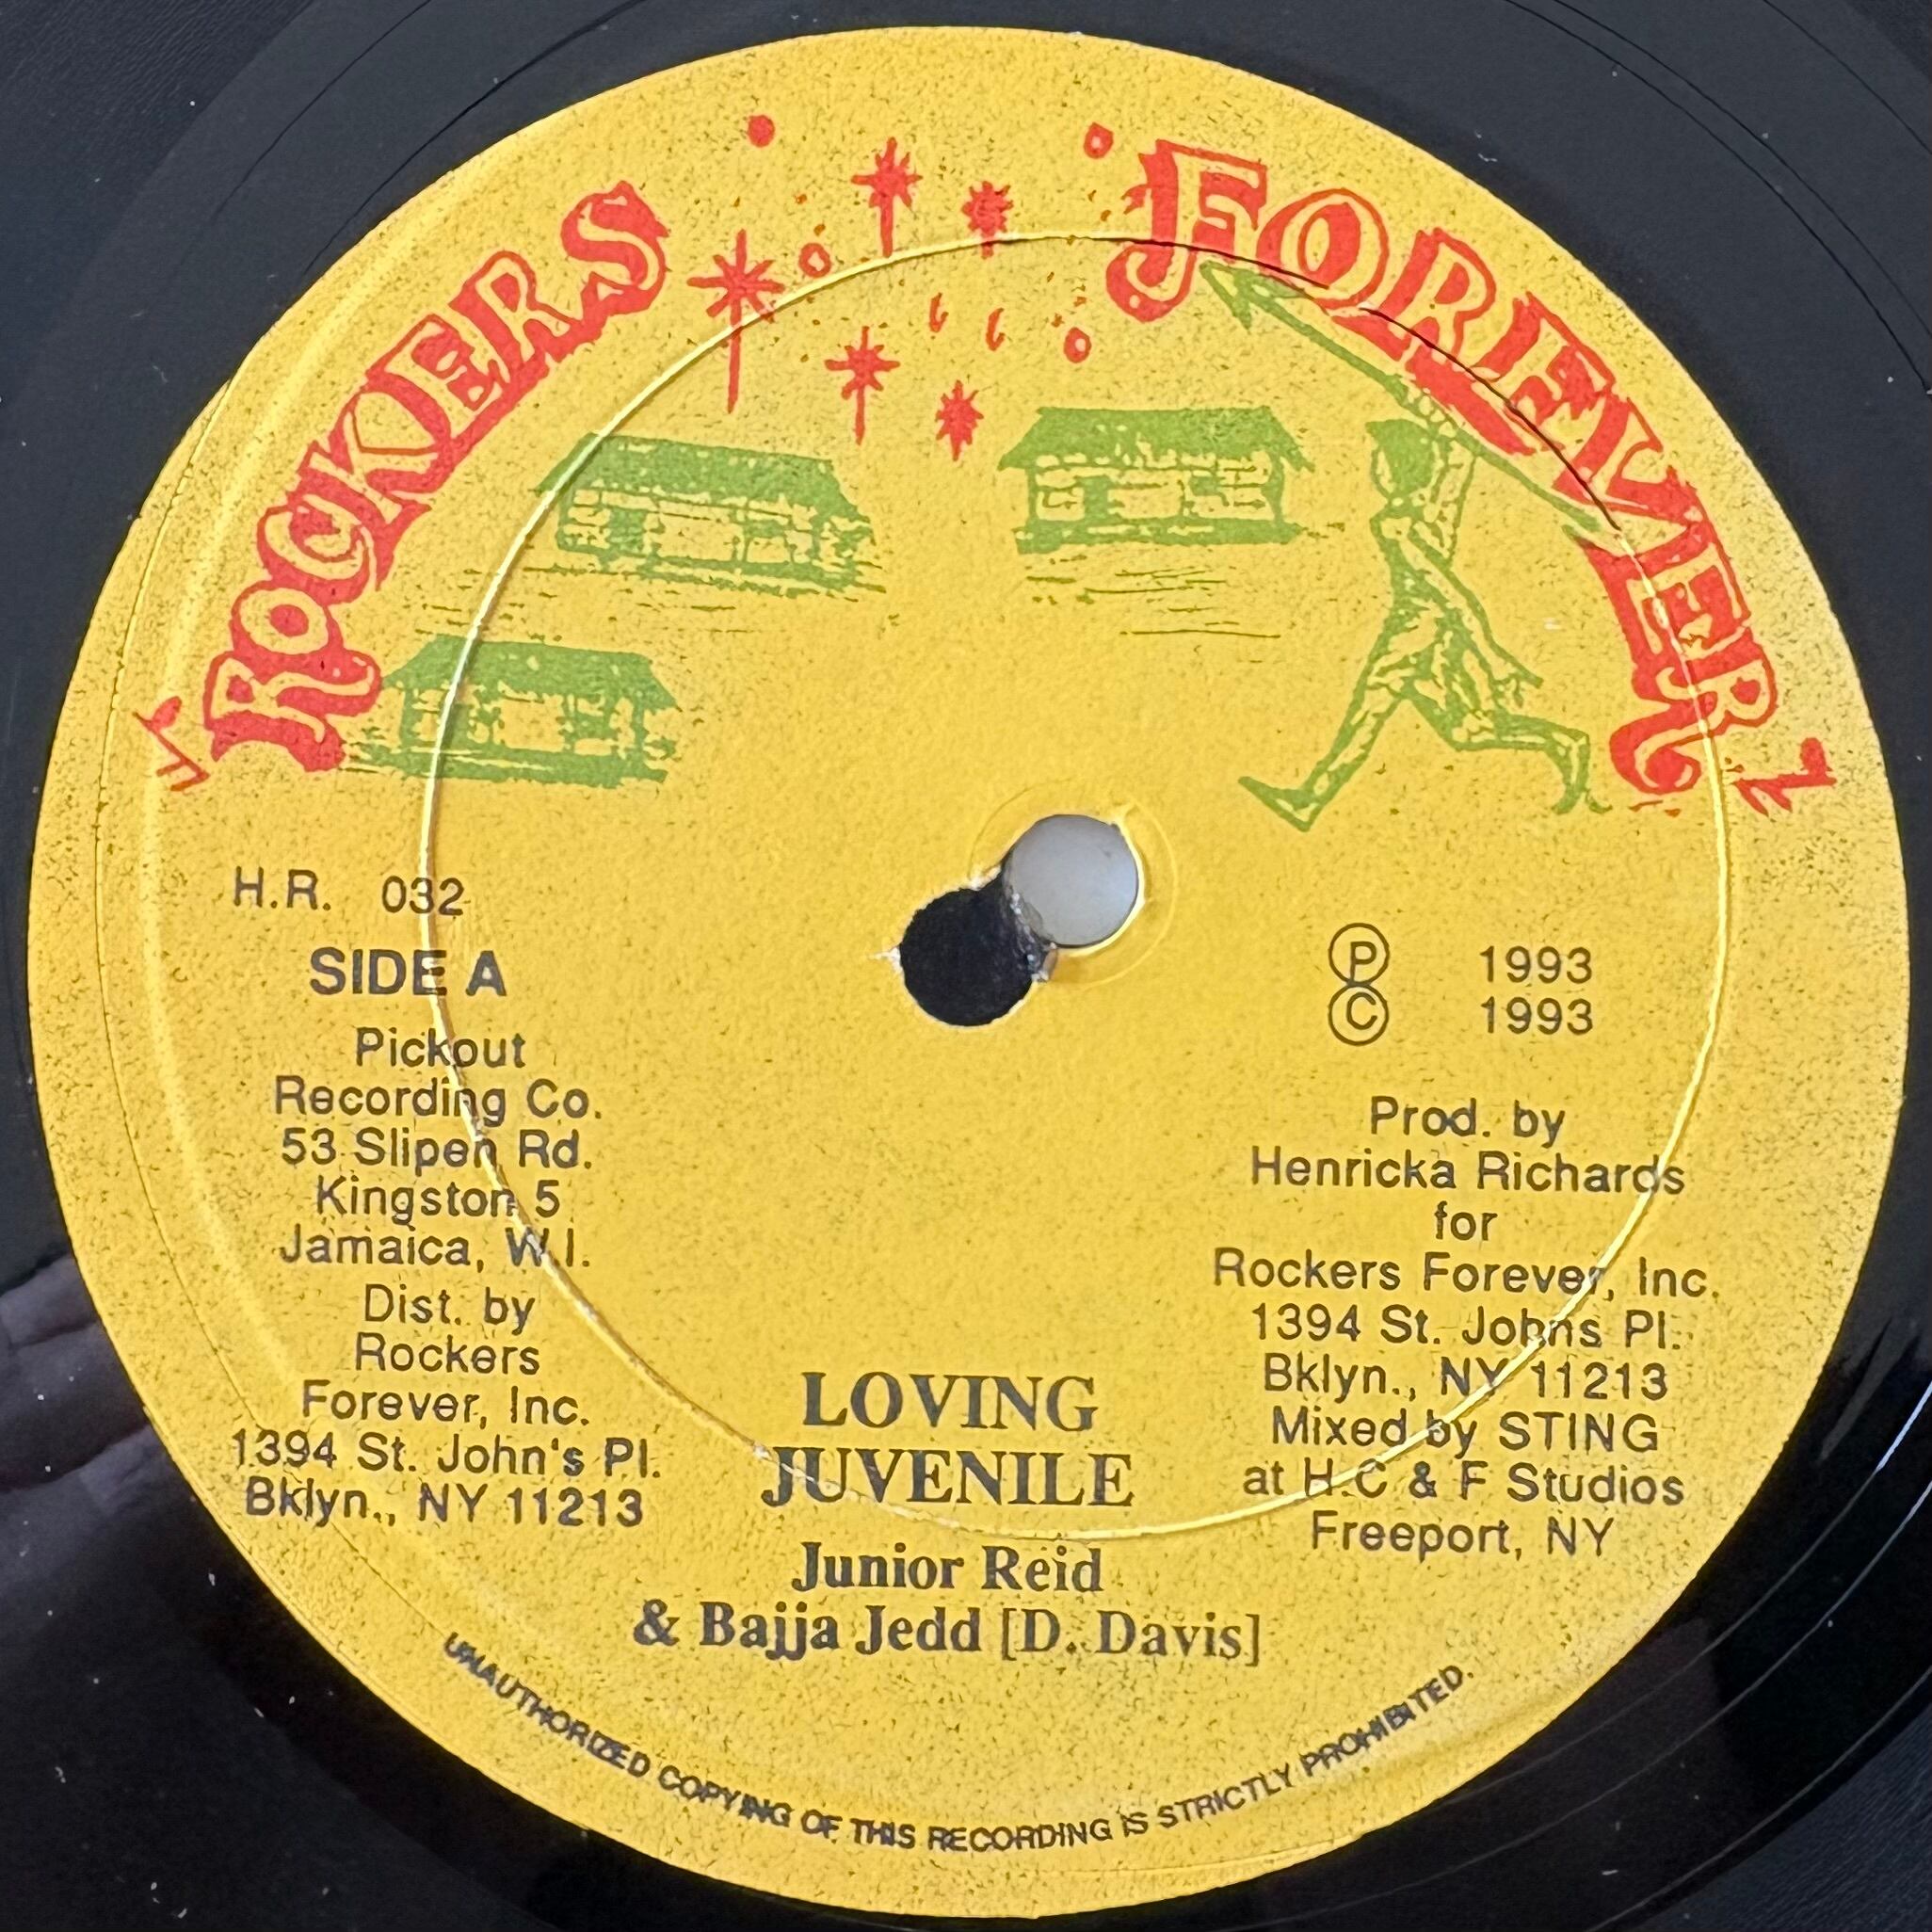 ROCKERS FOREVER
H.R. 032
SIDE A
Pickout
Recording Co.
53 Slipen Rd.
Kingston 5
Jamaica, W.I.
Dist. by
Rockers
Forever, Inc.
1394 St. John's Pl.
Bklyn., NY 11213
Ⓟ 1993
Ⓒ 1993
Prod. by
Henricka Richards
for
Rockers Forever, Inc.
1394 St. Johns Pl.
Bklyn., NY 11213
Mixed by STING
at H.C & F Studios
Freeport, NY
LOVING
JUVENILE
Junior Reid
& Bajja Jedd [D. Davis]
UNAUTHORIZED COPYING OF THIS RECORDING IS STRICTLY PROHIBITED.